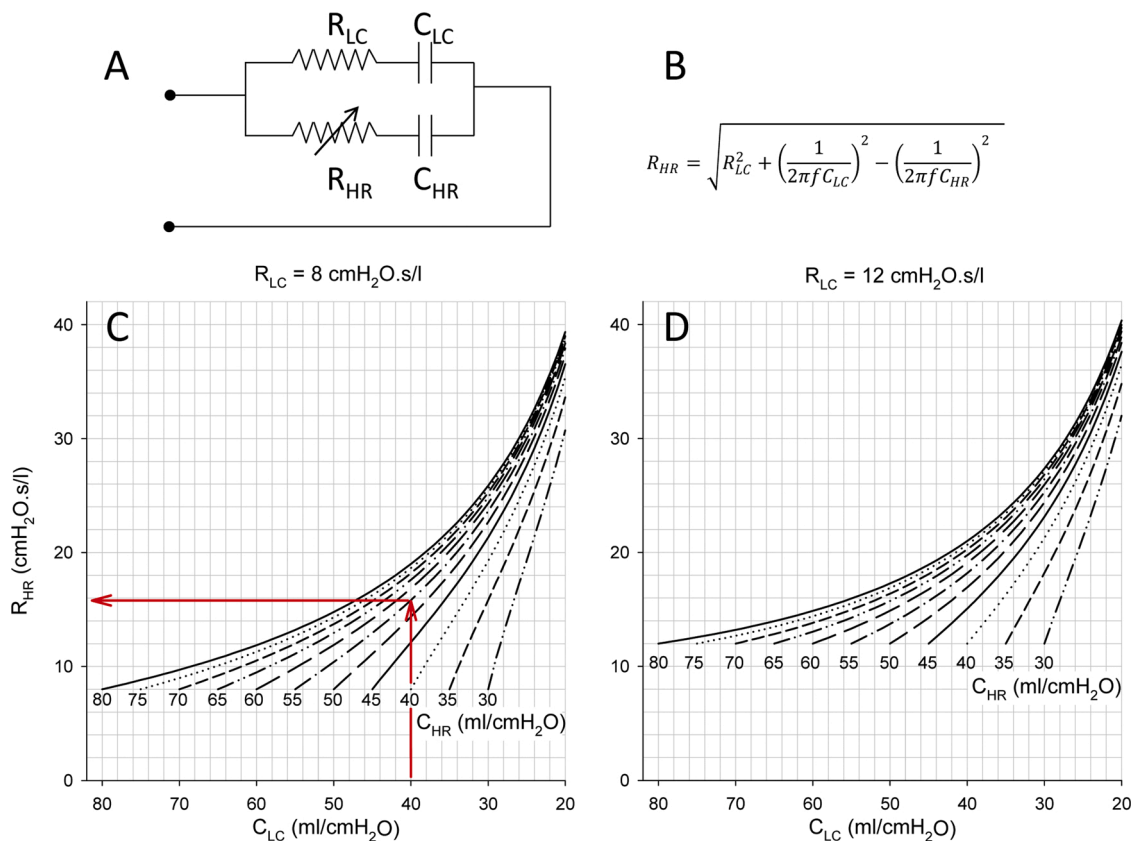 A
R_LC C_LC
R_HR C_HR
B
R_HR = √(R_LC^2 + (1/(2πfC_LC))^2 − (1/(2πfC_HR))^2)
R_LC = 8 cmH₂O.s/l
C
R_HR (cmH₂O.s/l)
40
30
20
10
0
80 75 70 65 60 55 50 45 40 35 30
C_HR (ml/cmH₂O)
80 70 60 50 40 30 20
C_LC (ml/cmH₂O)
R_LC = 12 cmH₂O.s/l
D
40
30
20
10
0
80 75 70 65 60 55 50 45 40 35 30
C_HR (ml/cmH₂O)
80 70 60 50 40 30 20
C_LC (ml/cmH₂O)